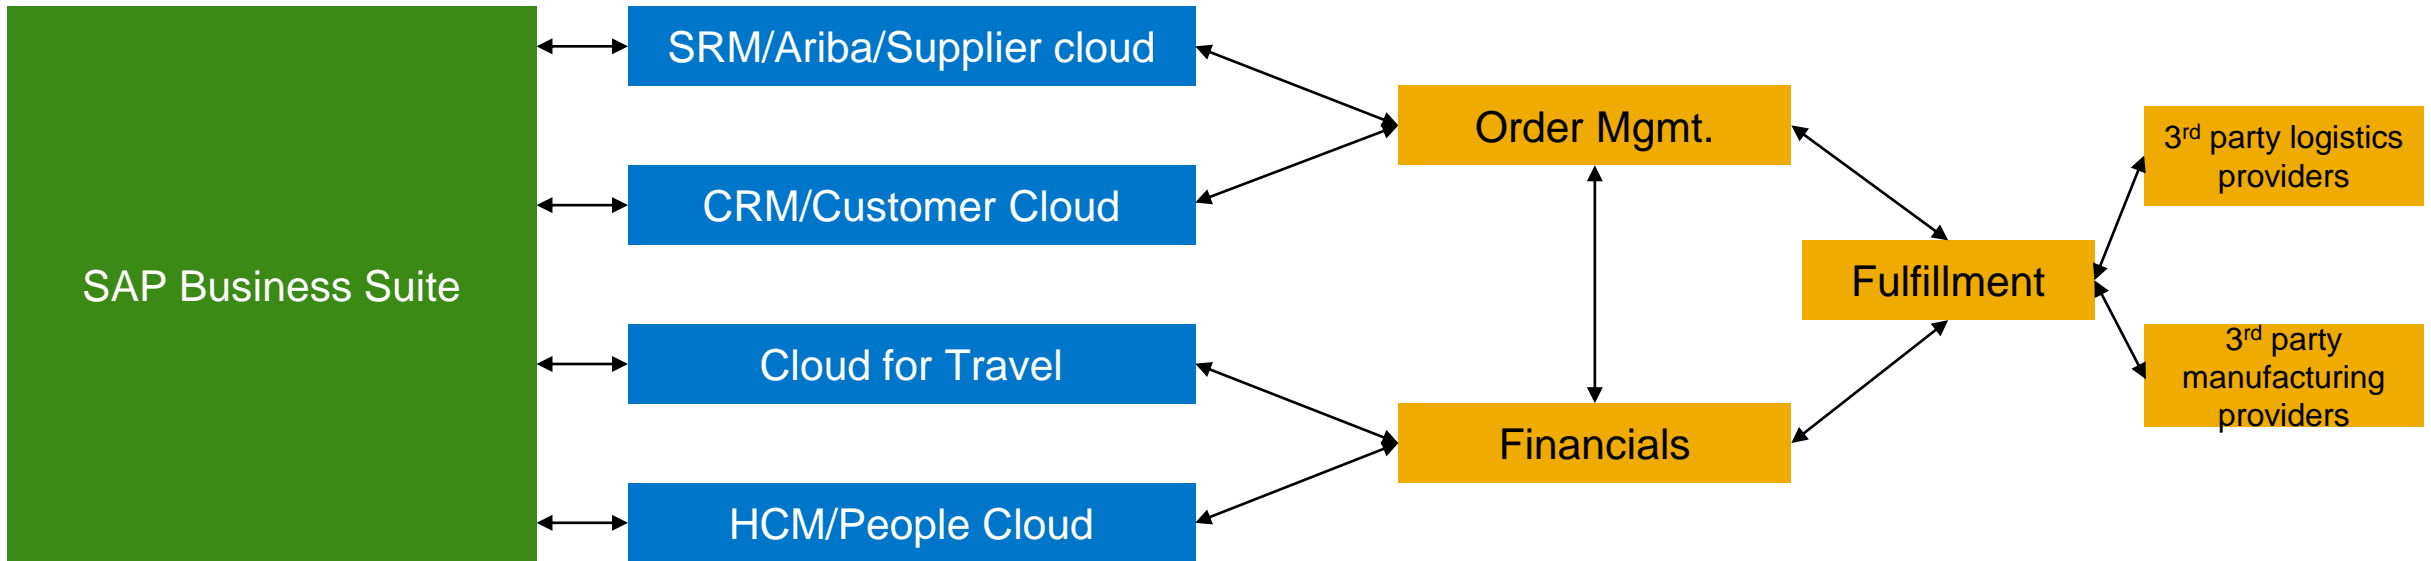 SAP Business Suite
SRM/Ariba/Supplier cloud
CRM/Customer Cloud
Cloud for Travel
HCM/People Cloud
Order Mgmt.
Financials
Fulfillment
3rd party logistics
providers
3rd party
manufacturing
providers